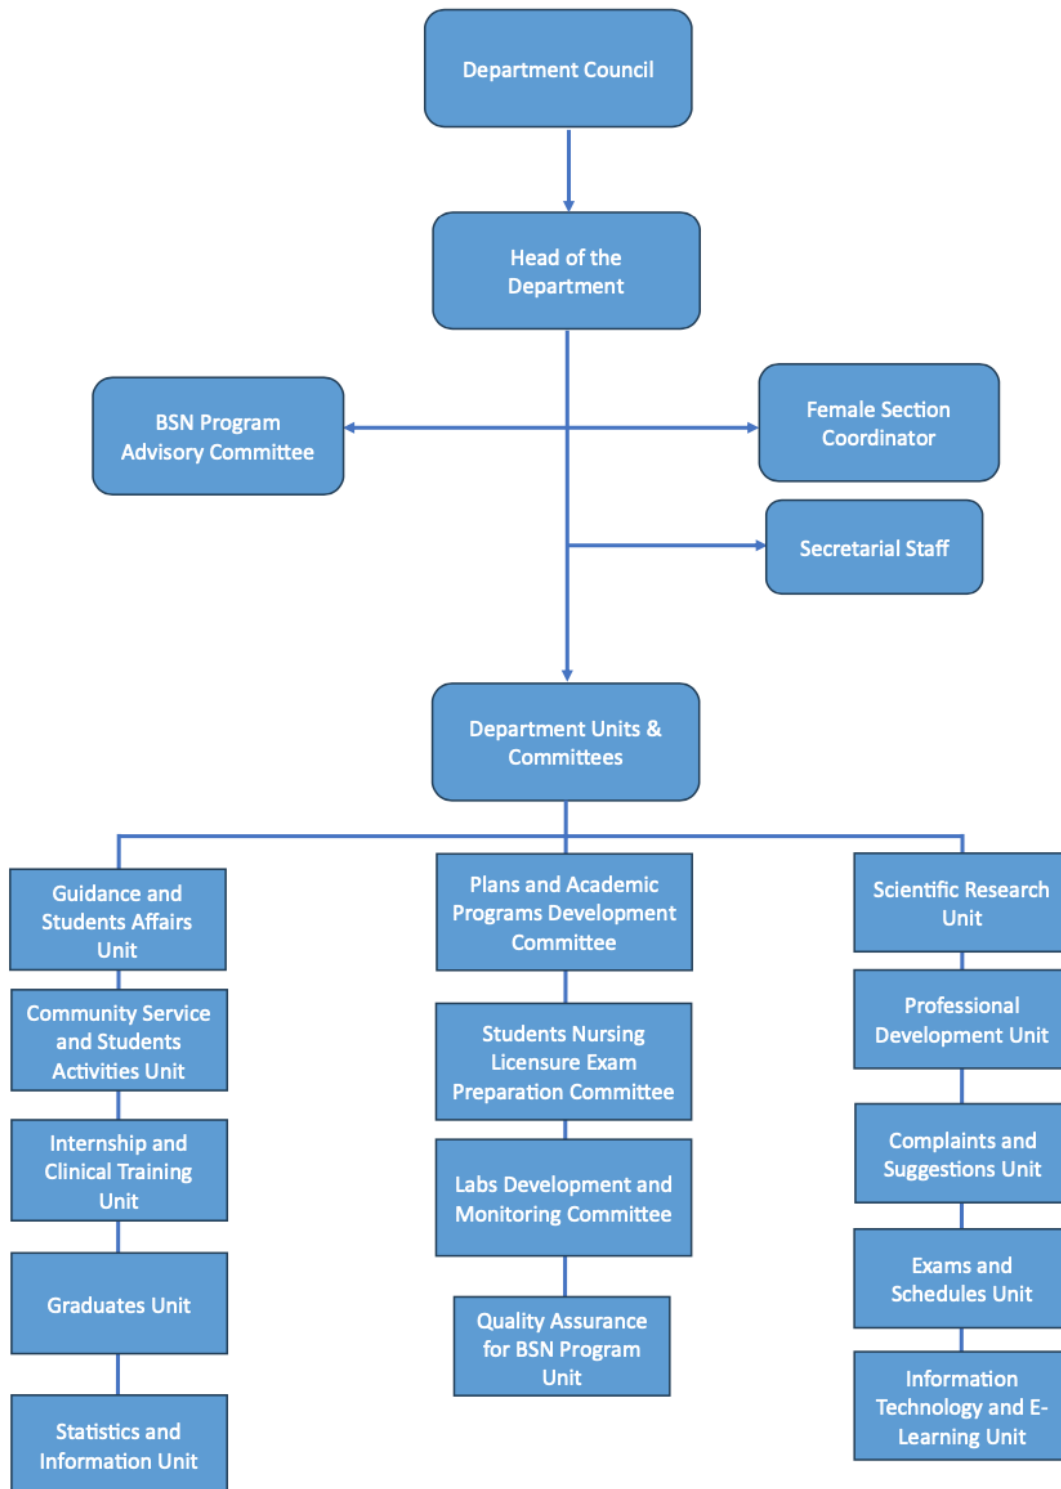 Department Council
Head of the
Department
BSN Program
Advisory Committee
Female Section
Coordinator
Secretarial Staff
Department Units &
Committees
Guidance and
Students Affairs
Unit
Community Service
and Students
Activities Unit
Internship and
Clinical Training
Unit
Graduates Unit
Statistics and
Information Unit
Plans and Academic
Programs Development
Committee
Students Nursing
Licensure Exam
Preparation Committee
Labs Development and
Monitoring Committee
Quality Assurance
for BSN Program
Unit
Scientific Research
Unit
Professional
Development Unit
Complaints and
Suggestions Unit
Exams and
Schedules Unit
Information
Technology and E-
Learning Unit